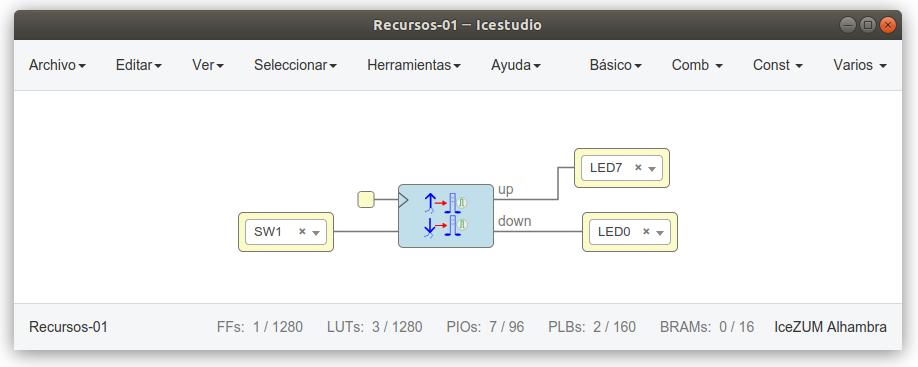 Recursos-01 — Icestudio
Archivo Editar Ver Seleccionar Herramientas Ayuda Básico Comb Const Varios
LED7 ×
up
down
SW1 ×
LED0 ×
Recursos-01 FFs: 1 / 1280 LUTs: 3 / 1280 PIOs: 7 / 96 PLBs: 2 / 160 BRAMs: 0 / 16 IceZUM Alhambra